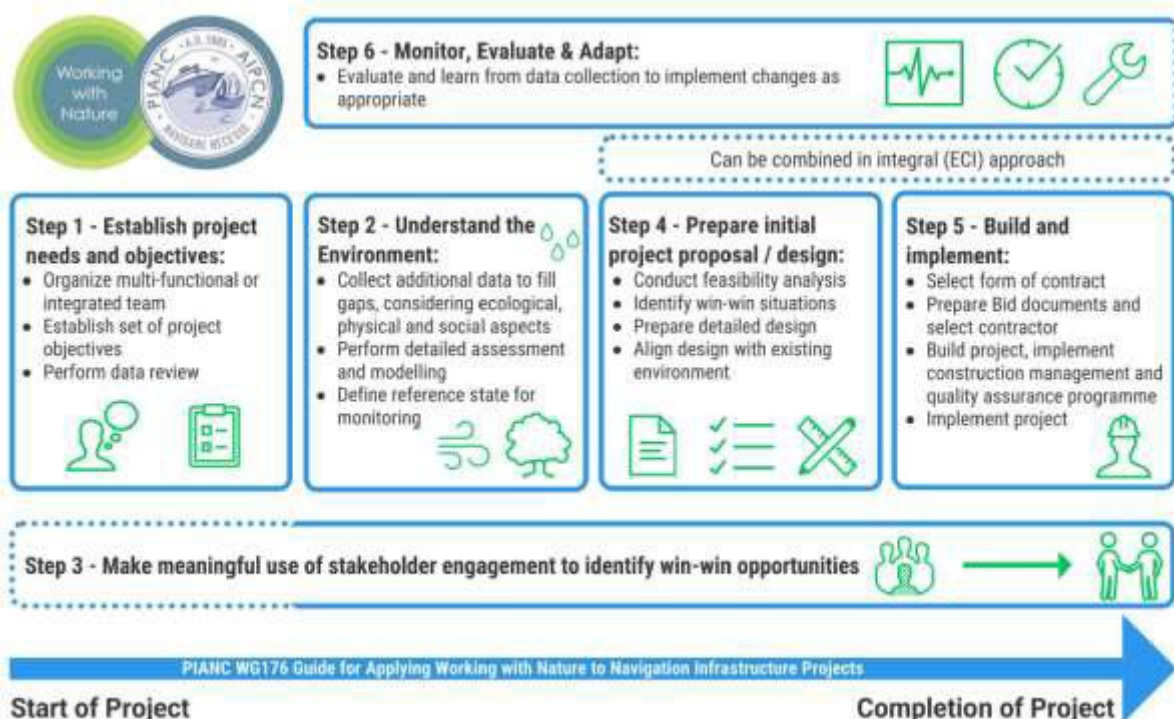 Working
with
Nature
PIANC
A.D. 1885
AIPCN
NAVIGARE NECESSE
Step 6 - Monitor, Evaluate & Adapt:
• Evaluate and learn from data collection to implement changes as
appropriate
Can be combined in integral (ECI) approach
Step 1 - Establish project
needs and objectives:
• Organize multi-functional or
integrated team
• Establish set of project
objectives
• Perform data review
Step 2 - Understand the
Environment:
• Collect additional data to fill
gaps, considering ecological,
physical and social aspects
• Perform detailed assessment
and modelling
• Define reference state for
monitoring
Step 4 - Prepare initial
project proposal / design:
• Conduct feasibility analysis
• Identify win-win situations
• Prepare detailed design
• Align design with existing
environment
Step 5 - Build and
implement:
• Select form of contract
• Prepare Bid documents and
select contractor
• Build project, implement
construction management and
quality assurance programme
• Implement project
Step 3 - Make meaningful use of stakeholder engagement to identify win-win opportunities
PIANC WG176 Guide for Applying Working with Nature to Navigation Infrastructure Projects
Start of Project
Completion of Project